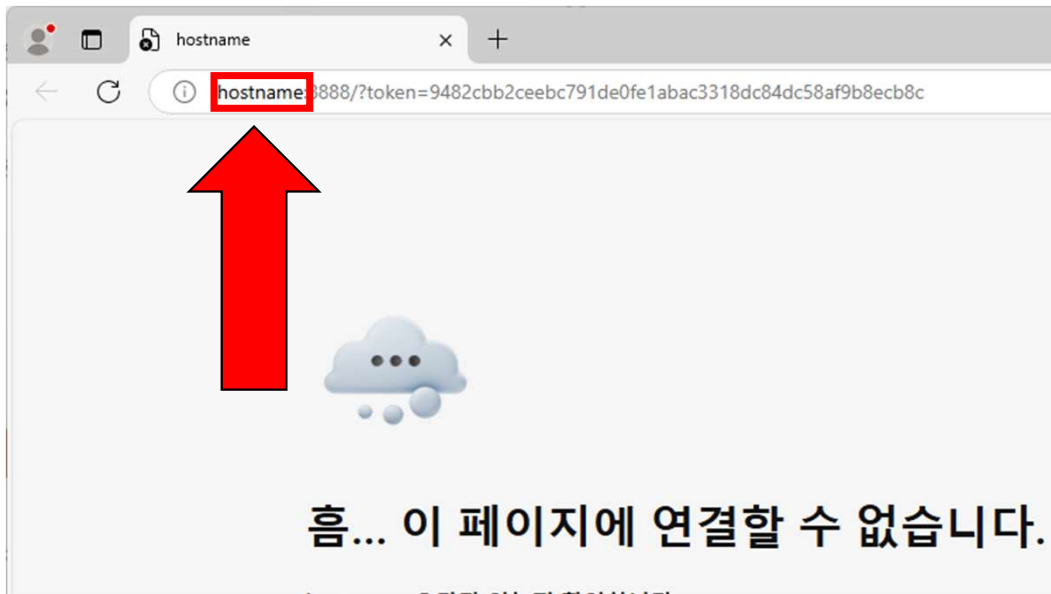 hostname
hostname:8888/?token=9482cbb2ceebc791de0fe1abac3318dc84dc58af9b8ecb8c
흠... 이 페이지에 연결할 수 없습니다.